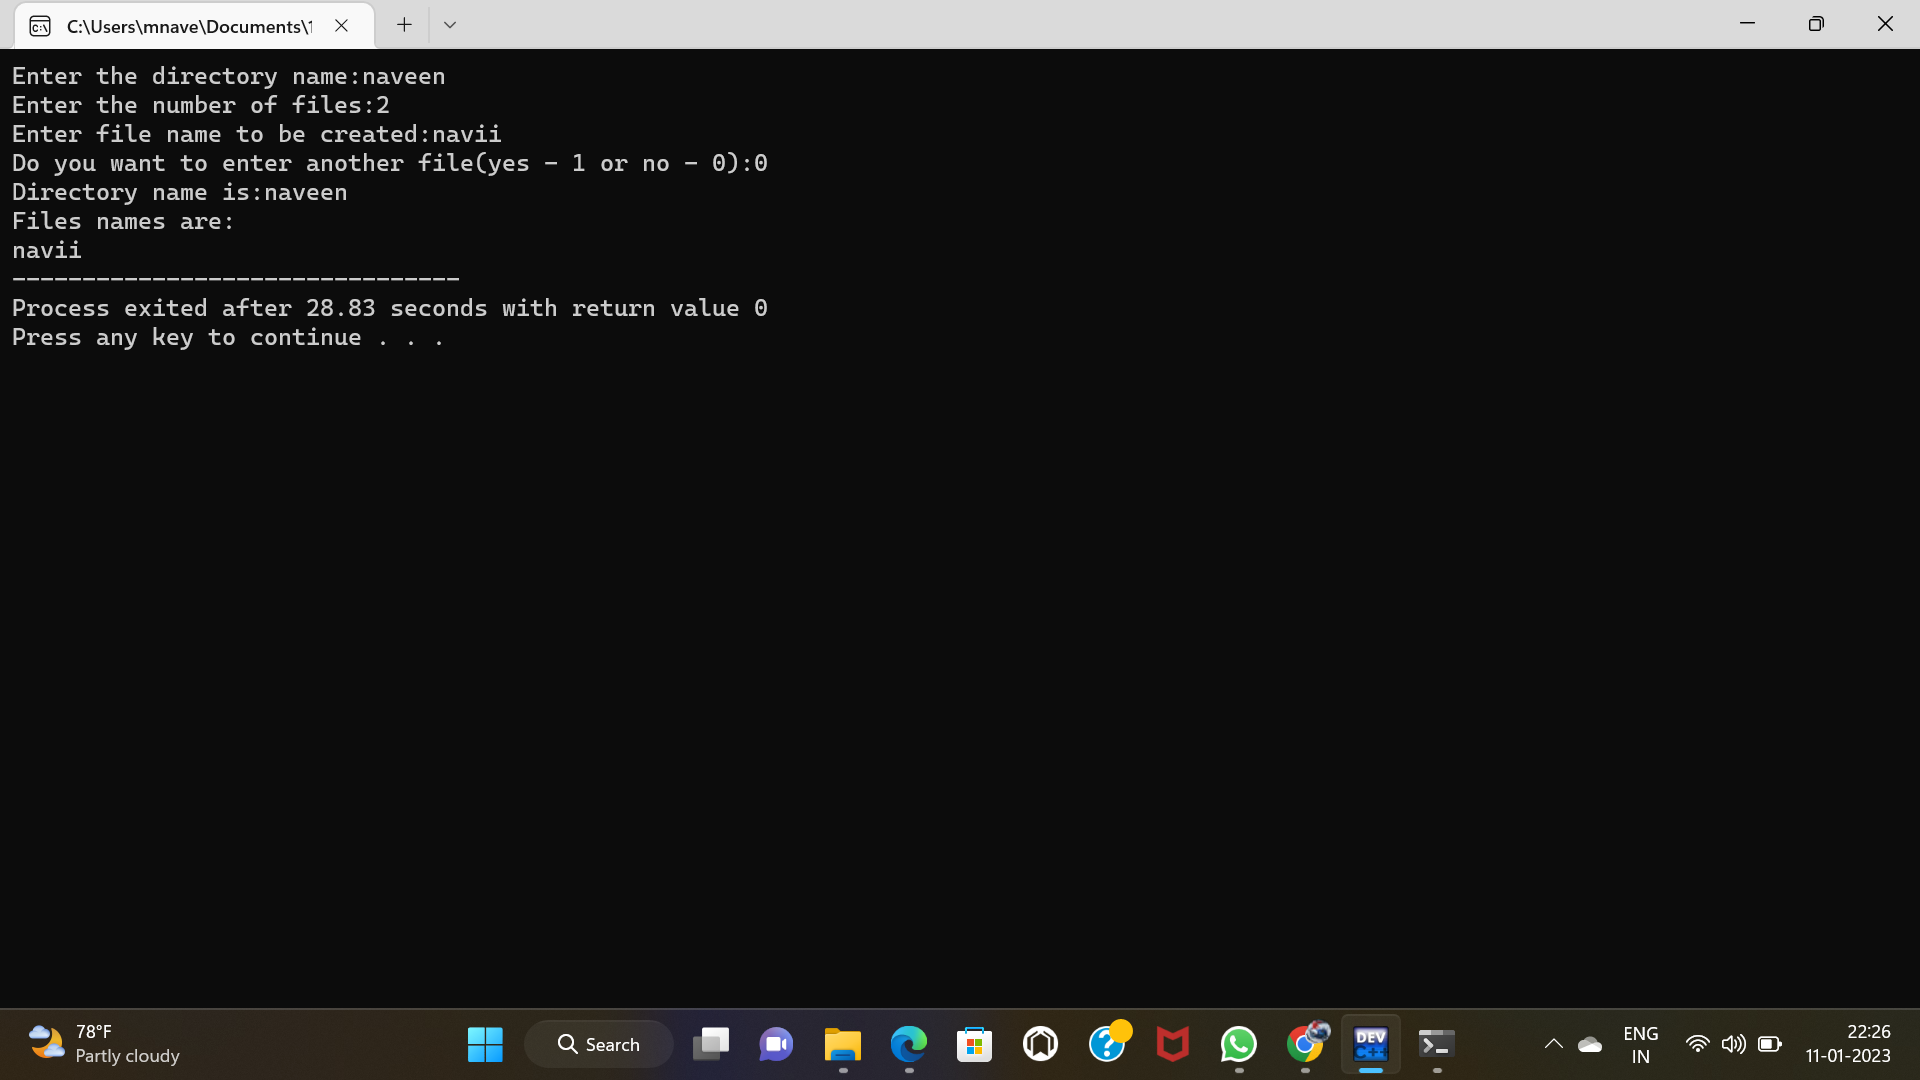 C:\Users\mnave\Documents\1
Enter the directory name:naveen
Enter the number of files:2
Enter file name to be created:navii
Do you want to enter another file(yes - 1 or no - 0):0
Directory name is:naveen
Files names are:
navii
--------------------------------
Process exited after 28.83 seconds with return value 0
Press any key to continue . . .
78°F
Partly cloudy
Search
DEV
C++
ENG
IN
22:26
11-01-2023